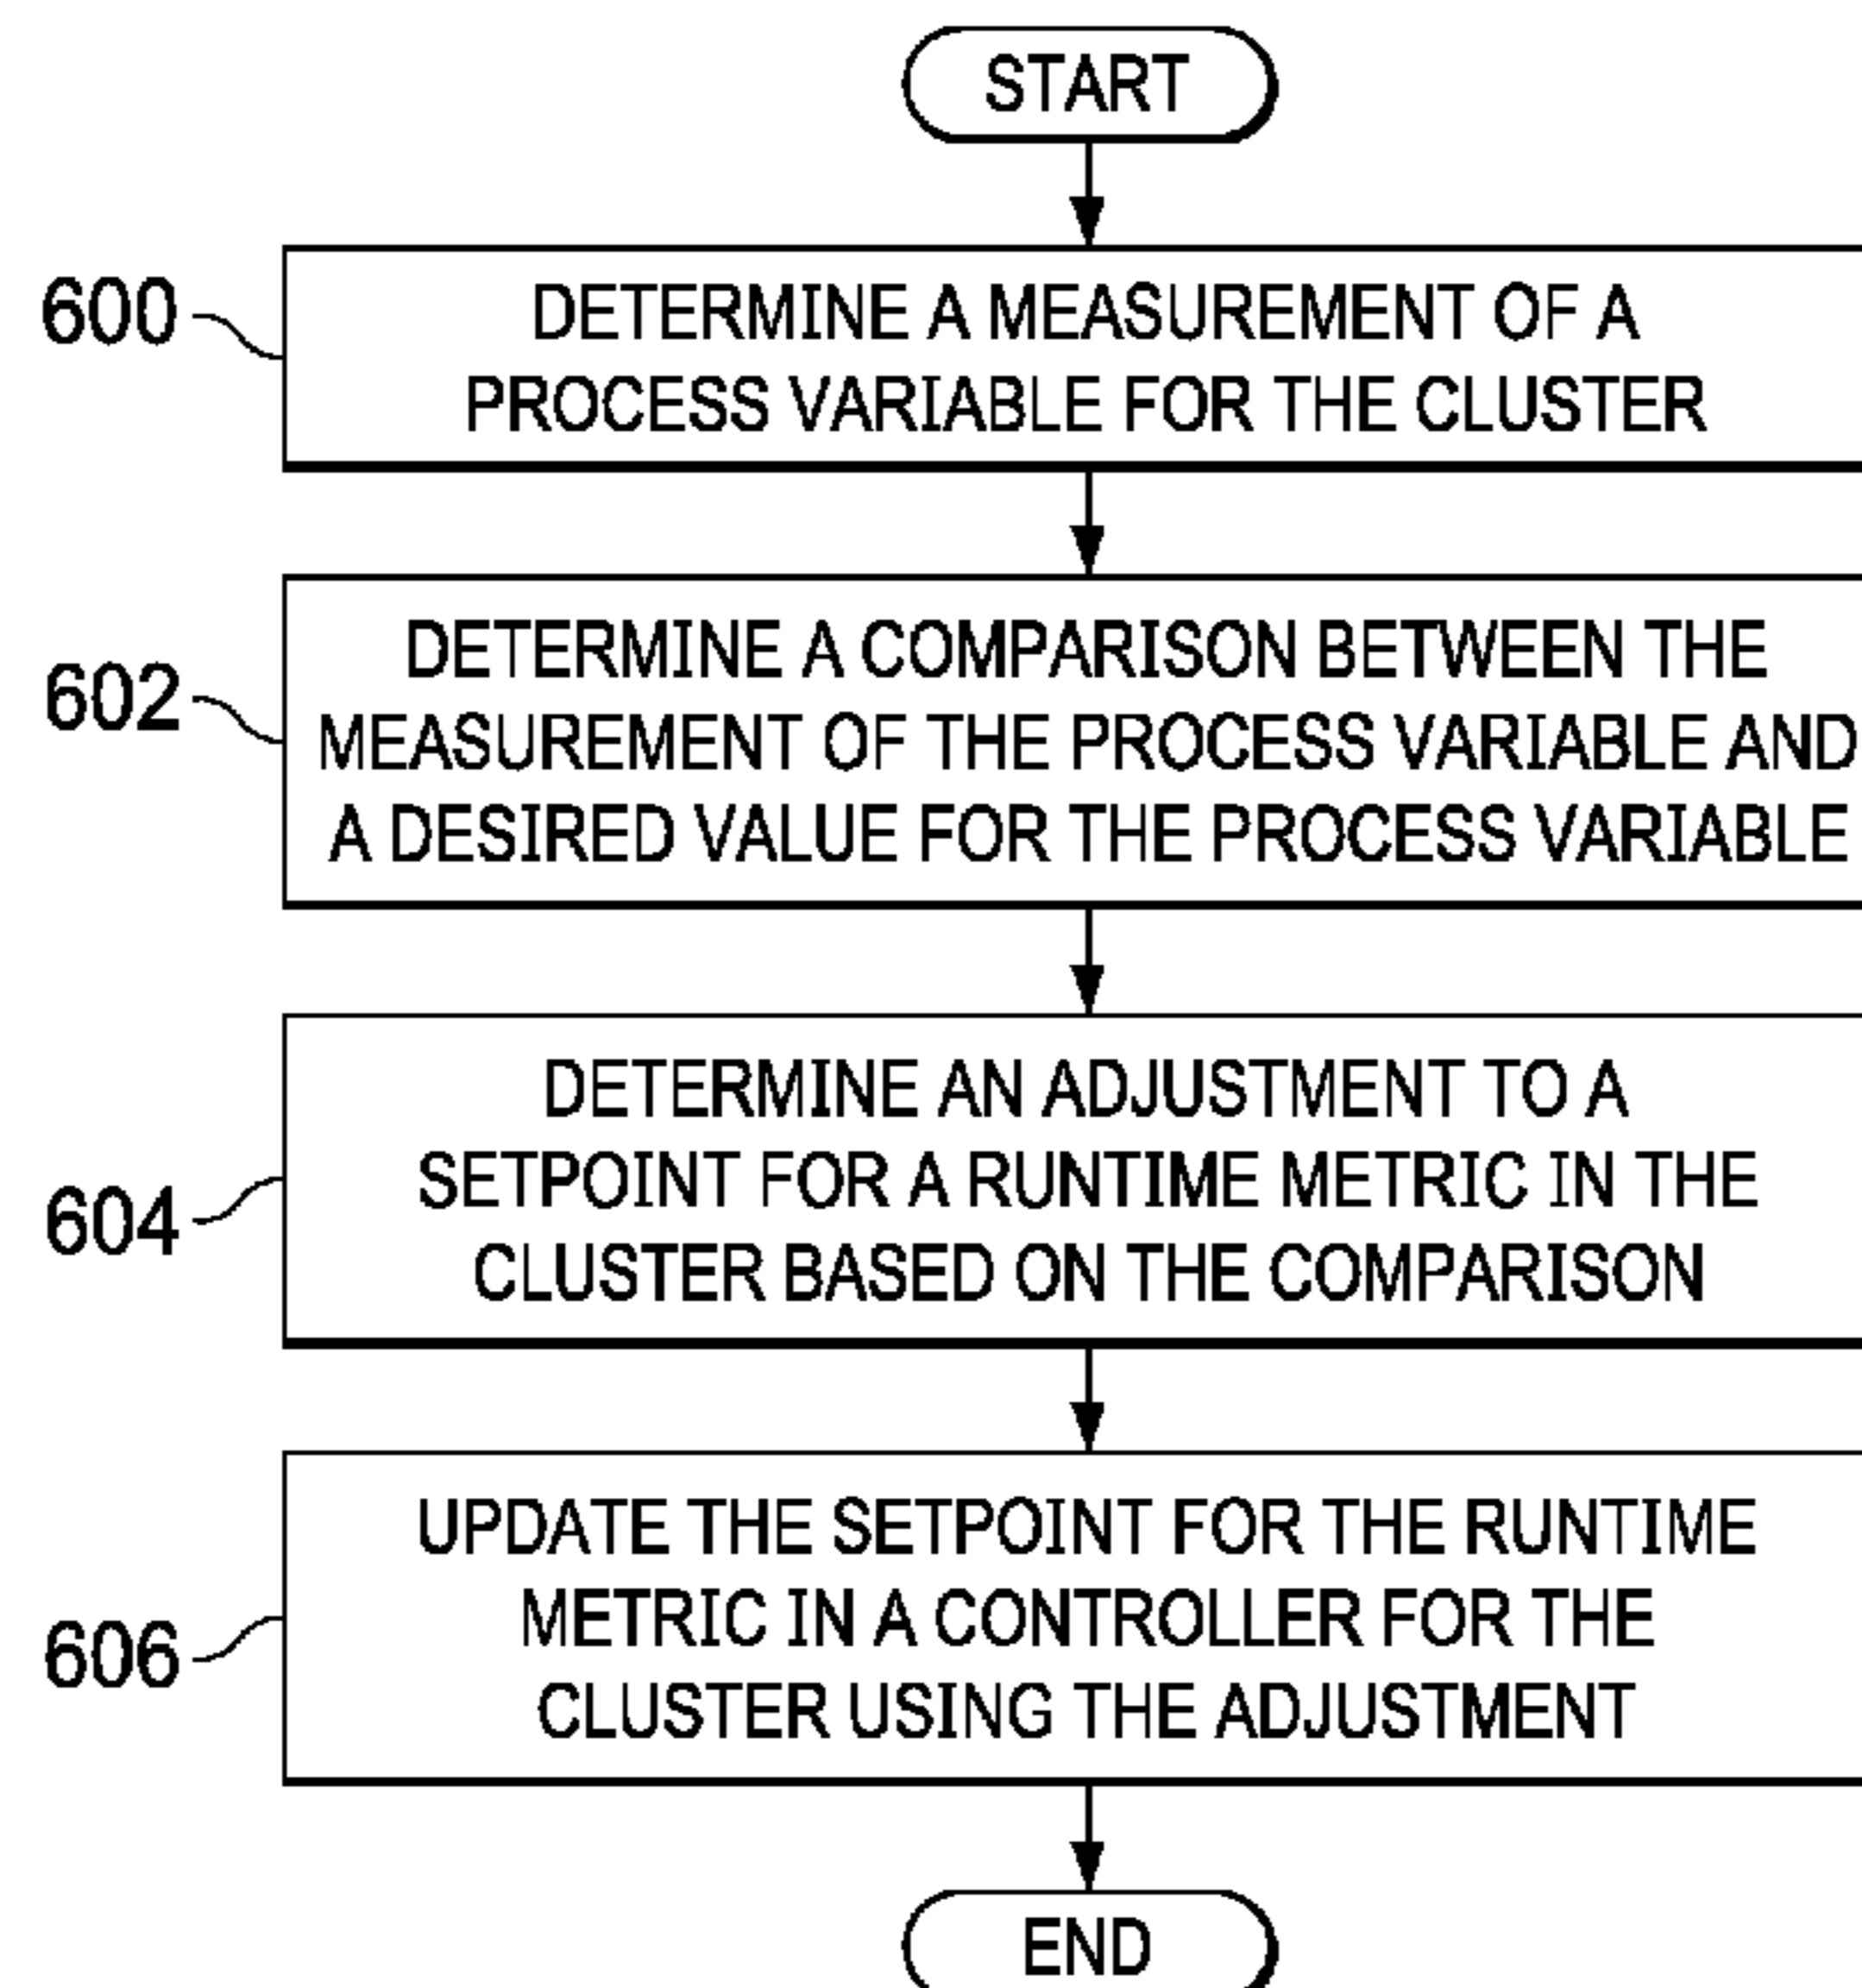 START
600
DETERMINE A MEASUREMENT OF A
PROCESS VARIABLE FOR THE CLUSTER
602
DETERMINE A COMPARISON BETWEEN THE
MEASUREMENT OF THE PROCESS VARIABLE AND
A DESIRED VALUE FOR THE PROCESS VARIABLE
604
DETERMINE AN ADJUSTMENT TO A
SETPOINT FOR A RUNTIME METRIC IN THE
CLUSTER BASED ON THE COMPARISON
606
UPDATE THE SETPOINT FOR THE RUNTIME
METRIC IN A CONTROLLER FOR THE
CLUSTER USING THE ADJUSTMENT
END